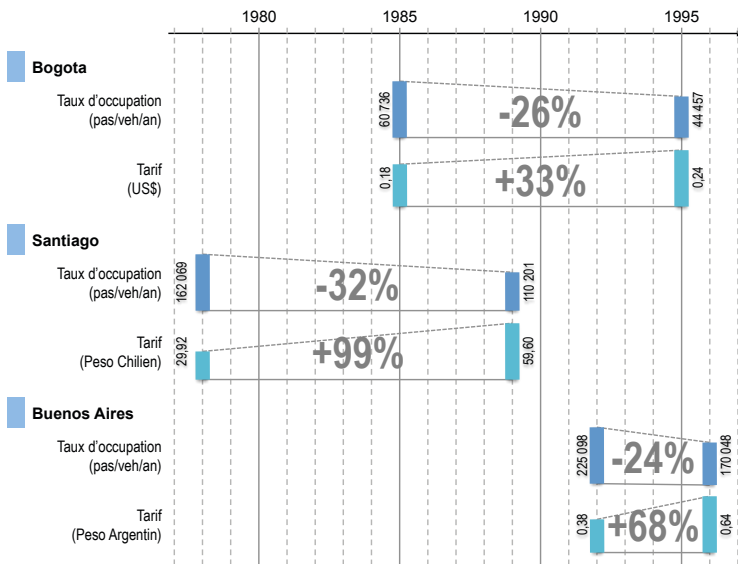 1980 1985 1990 1995
Bogota
Taux d'occupation
(pas/veh/an)
60 736
-26%
44 457
Tarif
(US$)
0,18
+33%
0,24
Santiago
Taux d'occupation
(pas/veh/an)
162 069
-32%
110 201
Tarif
(Peso Chilien)
29,92
+99%
59,60
Buenos Aires
Taux d'occupation
(pas/veh/an)
225 098
-24%
170 048
Tarif
(Peso Argentin)
0,38
+68%
0,64